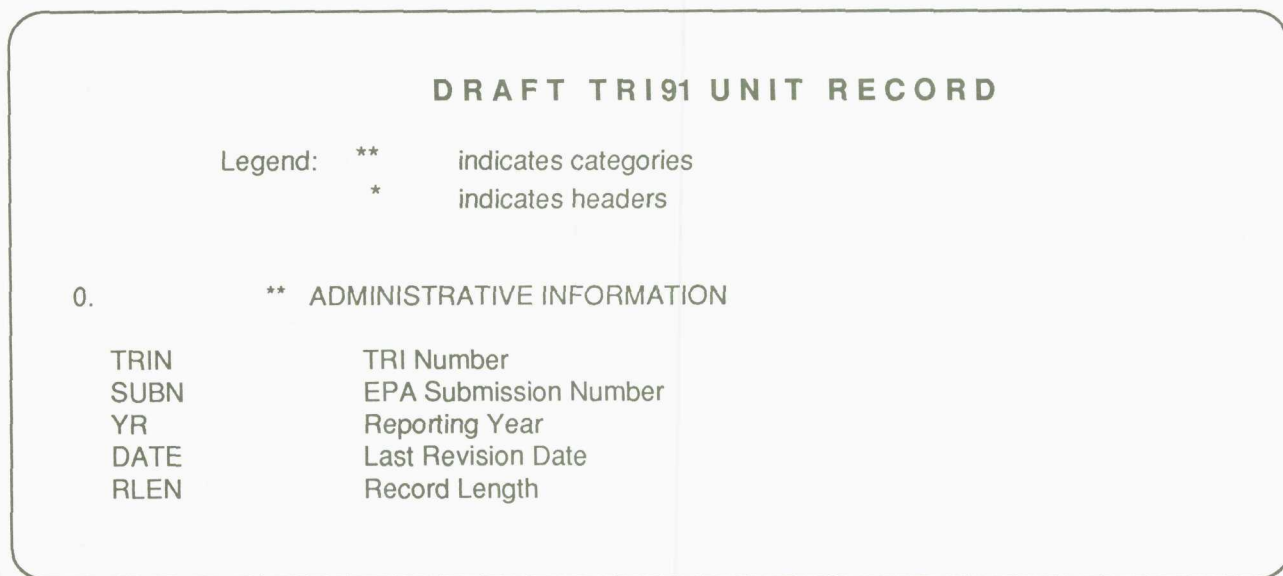 DRAFT TRI91 UNIT RECORD
Legend: ** indicates categories
* indicates headers
0. ** ADMINISTRATIVE INFORMATION
TRIN TRI Number
SUBN EPA Submission Number
YR Reporting Year
DATE Last Revision Date
RLEN Record Length